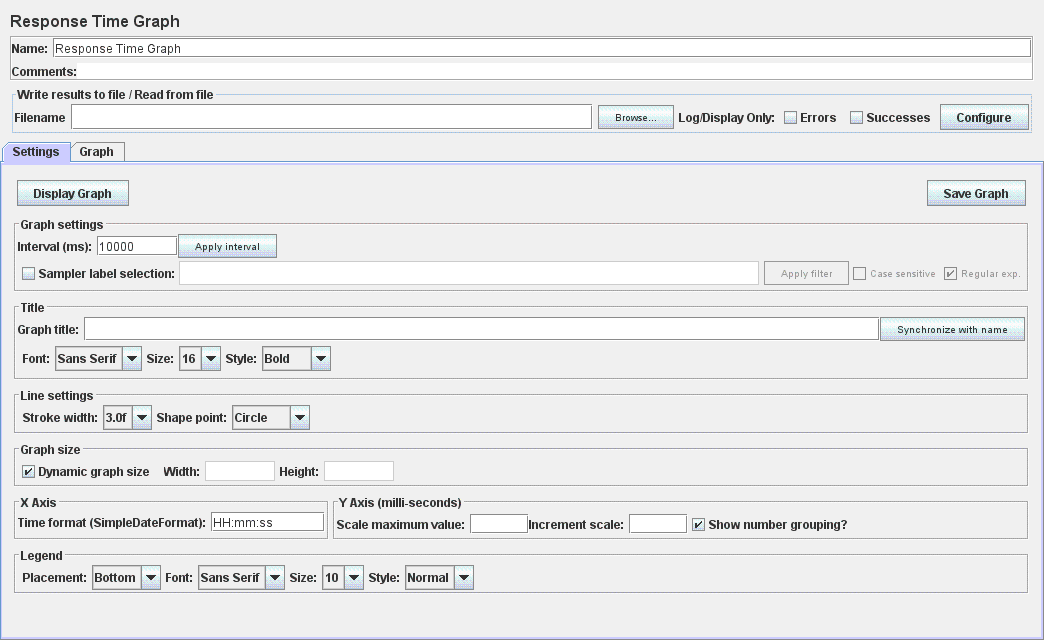 Response Time Graph
Name: Response Time Graph
Comments:
Write results to file / Read from file
Filename Browse... Log/Display Only: Errors Successes Configure
Settings Graph
Display Graph Save Graph
Graph settings
Interval (ms): 10000 Apply interval
Sampler label selection: Apply filter Case sensitive Regular exp.
Title
Graph title: Synchronize with name
Font: Sans Serif Size: 16 Style: Bold
Line settings
Stroke width: 3.0f Shape point: Circle
Graph size
Dynamic graph size Width: Height:
X Axis Y Axis (milli-seconds)
Time format (SimpleDateFormat): HH:mm:ss Scale maximum value: Increment scale: Show number grouping?
Legend
Placement: Bottom Font: Sans Serif Size: 10 Style: Normal